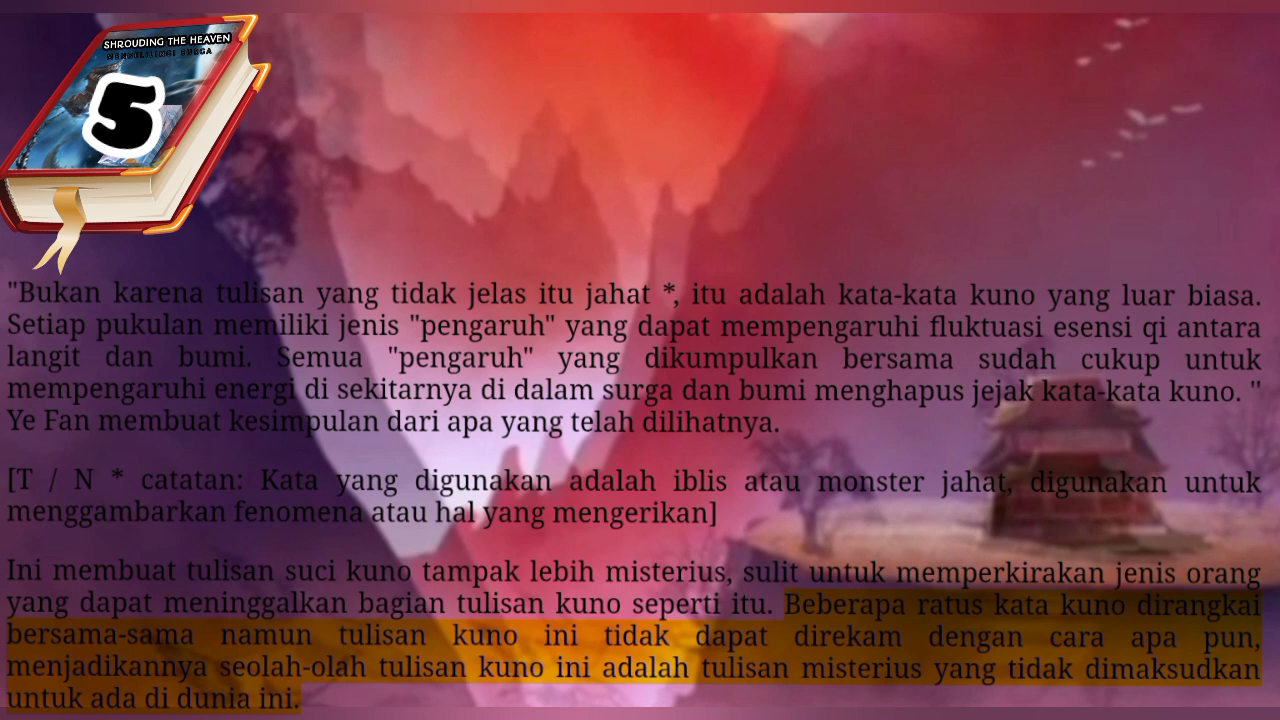 SHROUDING THE HEAVEN
MENGELILINGI SURGA
5
"Bukan karena tulisan yang tidak jelas itu jahat *, itu adalah kata-kata kuno yang luar biasa.
Setiap pukulan memiliki jenis "pengaruh" yang dapat mempengaruhi fluktuasi esensi qi antara
langit dan bumi. Semua "pengaruh" yang dikumpulkan bersama sudah cukup untuk
mempengaruhi energi di sekitarnya di dalam surga dan bumi menghapus jejak kata-kata kuno. "
Ye Fan membuat kesimpulan dari apa yang telah dilihatnya.
[T / N * catatan: Kata yang digunakan adalah iblis atau monster jahat, digunakan untuk
menggambarkan fenomena atau hal yang mengerikan]
Ini membuat tulisan suci kuno tampak lebih misterius, sulit untuk memperkirakan jenis orang
yang dapat meninggalkan bagian tulisan kuno seperti itu. Beberapa ratus kata kuno dirangkai
bersama-sama namun tulisan kuno ini tidak dapat direkam dengan cara apa pun,
menjadikannya seolah-olah tulisan kuno ini adalah tulisan misterius yang tidak dimaksudkan
untuk ada di dunia ini.